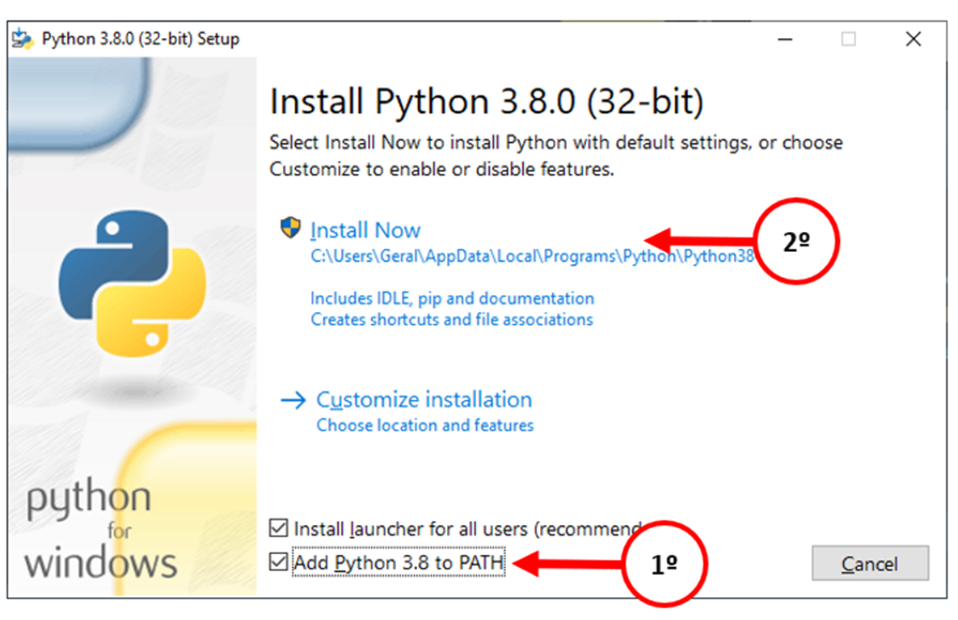 Python 3.8.0 (32-bit) Setup
Install Python 3.8.0 (32-bit)
Select Install Now to install Python with default settings, or choose
Customize to enable or disable features.
Install Now
C:\Users\Geral\AppData\Local\Programs\Python\Python38
2º
Includes IDLE, pip and documentation
Creates shortcuts and file associations
→ Customize installation
Choose location and features
python
for
windows
Install launcher for all users (recommend
Add Python 3.8 to PATH
1º
Cancel